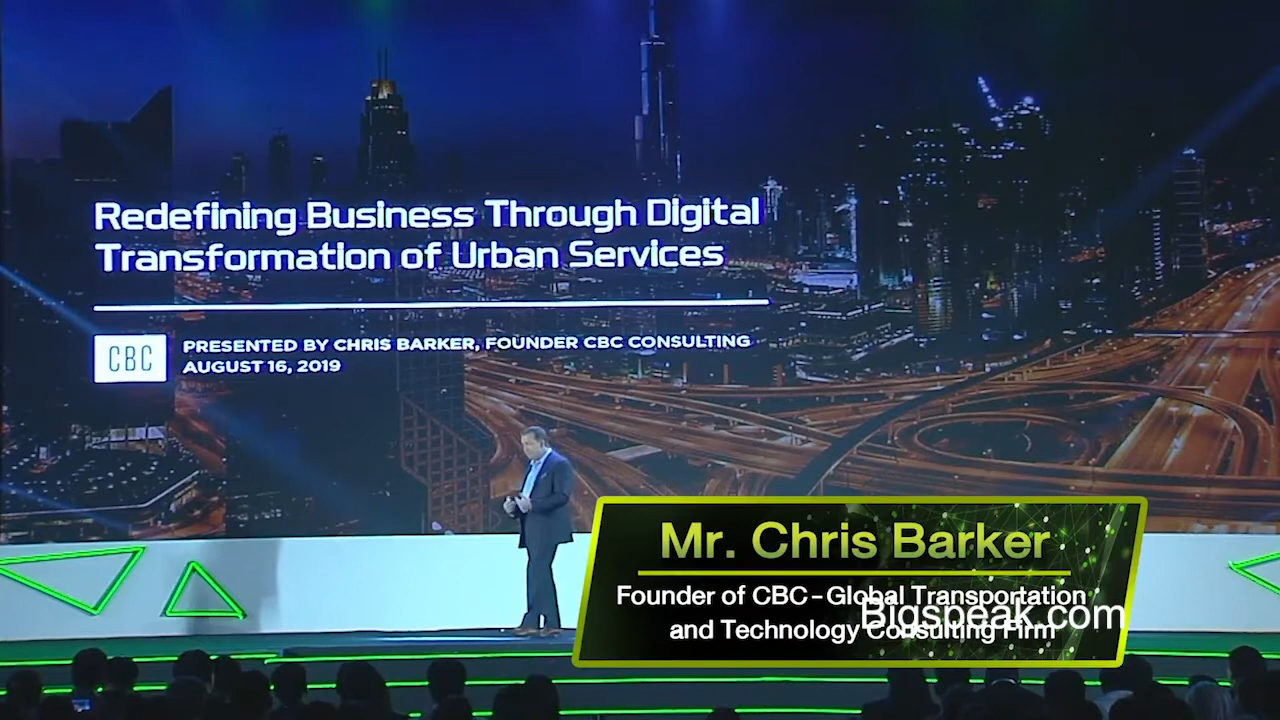 Redefining Business Through Digital
Transformation of Urban Services
CBC
PRESENTED BY CHRIS BARKER, FOUNDER CBC CONSULTING
AUGUST 16, 2019
Mr. Chris Barker
Founder of CBC - Global Transportation
and Technology Consulting Firm
Bigspeak.com